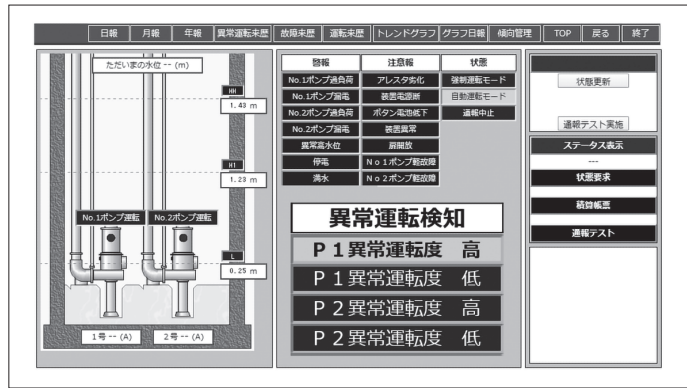 日報 月報 年報 異常運転来歴 故障来歴 運転来歴 トレンドグラフ グラフ日報 傾向管理 TOP 戻る 終了
ただいまの水位 -- (m)
HH
1.43 m
H1
1.23 m
No.1ポンプ運転 No.2ポンプ運転
L
0.25 m
1号 -- (A) 2号 -- (A)
警報 注意報 状態
No.1ポンプ過負荷 アレスタ劣化 強制運転モード
No.1ポンプ漏電 装置電源断 自動運転モード
No.2ポンプ過負荷 ボタン電池低下 通報中止
No.2ポンプ漏電 装置異常
異常高水位 扉開放
停電 No1ポンプ軽故障
満水 No2ポンプ軽故障
異常運転検知
P1異常運転度 高
P1異常運転度 低
P2異常運転度 高
P2異常運転度 低
状態更新
通報テスト実施
ステータス表示
---
状態要求
積算帳票
通報テスト